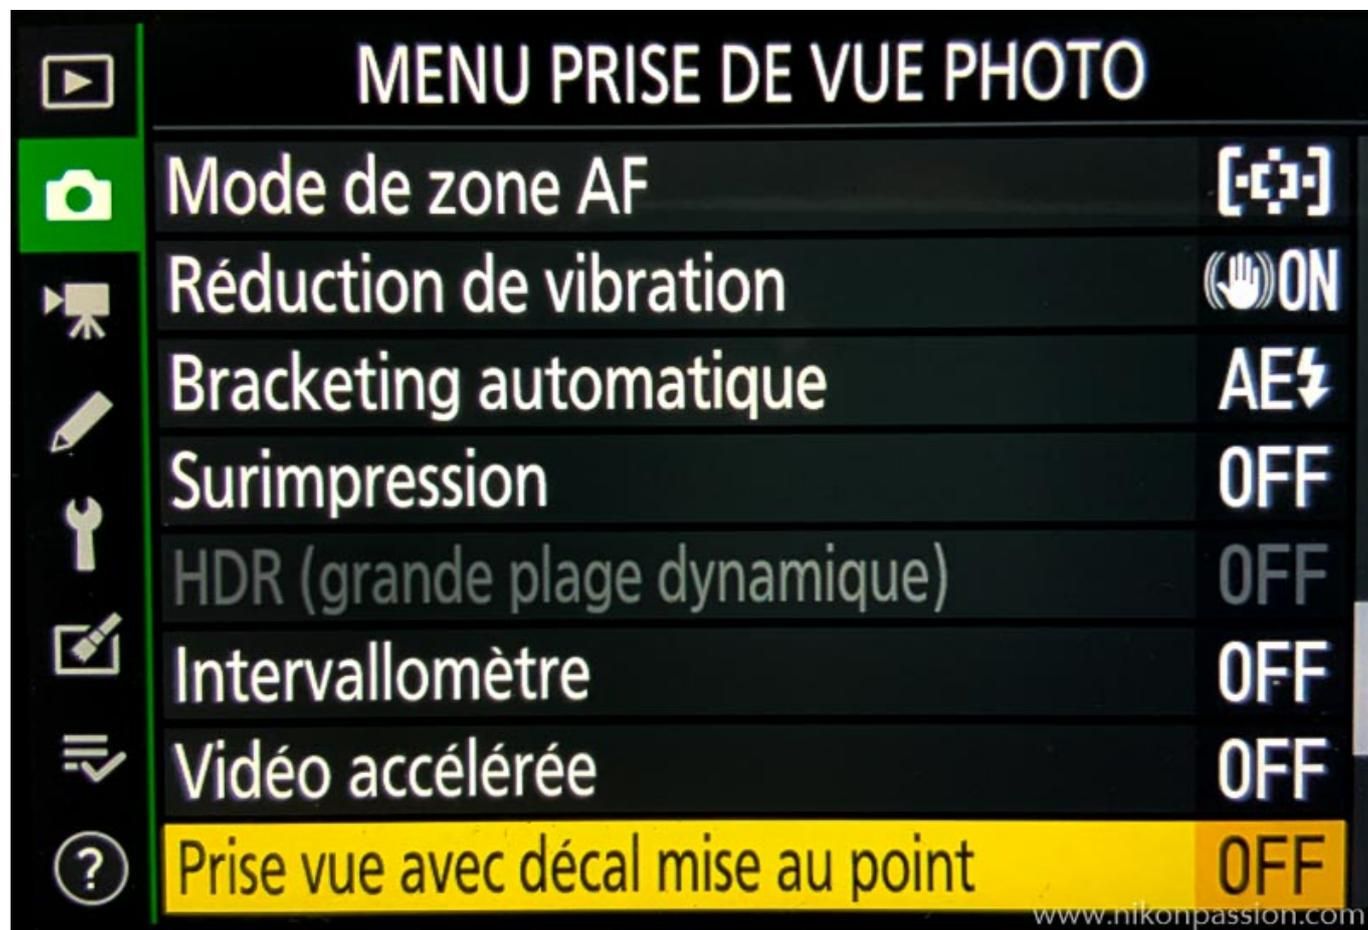 MENU PRISE DE VUE PHOTO
Mode de zone AF
Réduction de vibration ON
Bracketing automatique AE
Surimpression OFF
HDR (grande plage dynamique) OFF
Intervallomètre OFF
Vidéo accélérée OFF
Prise vue avec décal mise au point OFF
?
www.nikonpassion.com